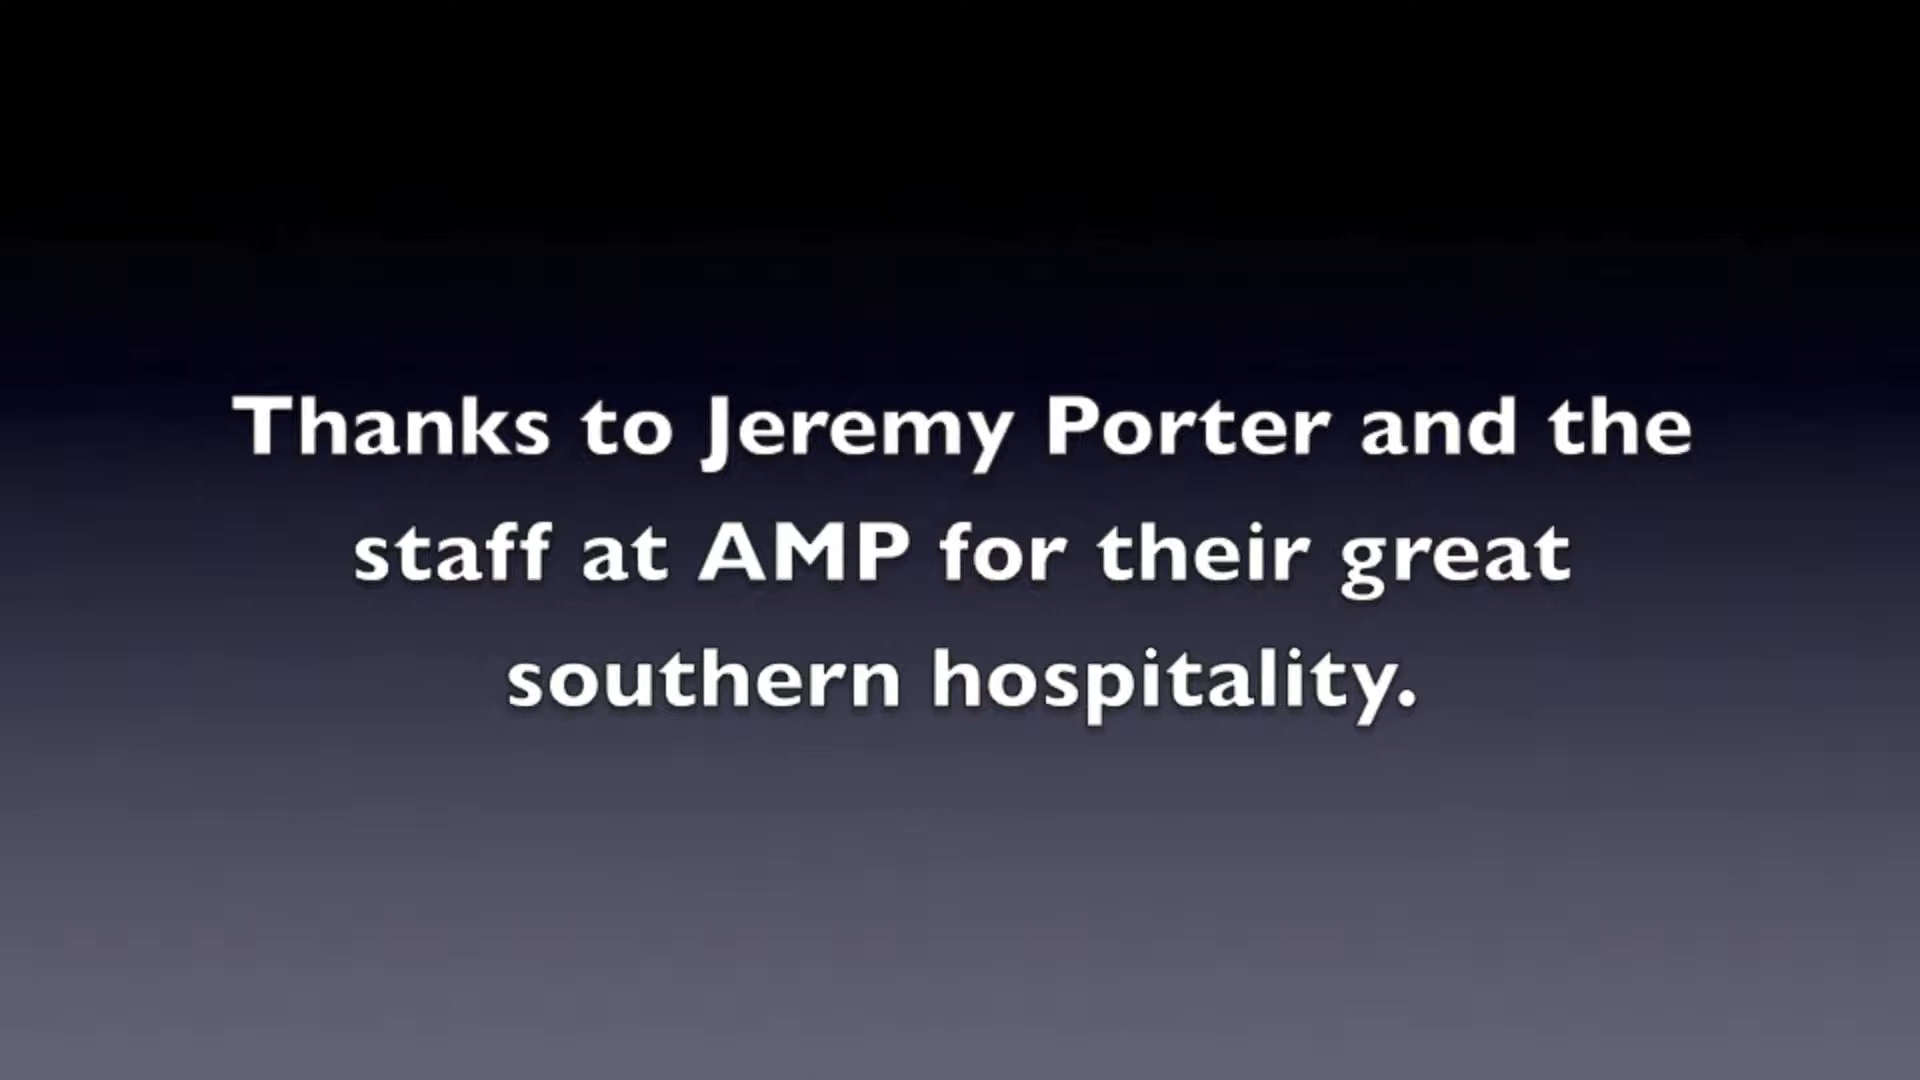 Thanks to Jeremy Porter and the
staff at AMP for their great
southern hospitality.